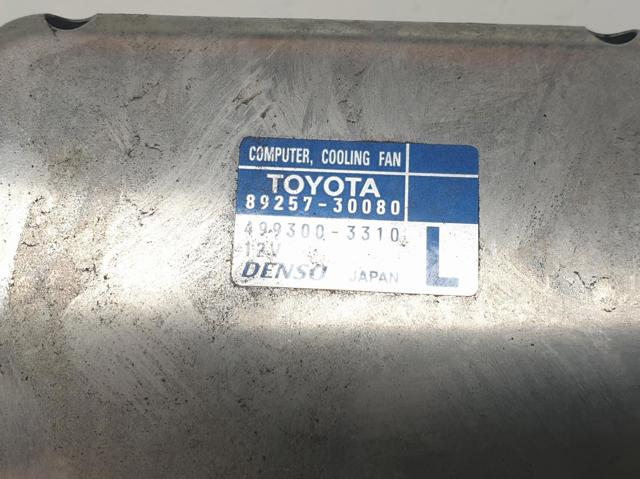 COMPUTER, COOLING FAN
TOYOTA
89257-30080
499300-3310
12V
DENSO JAPAN
L